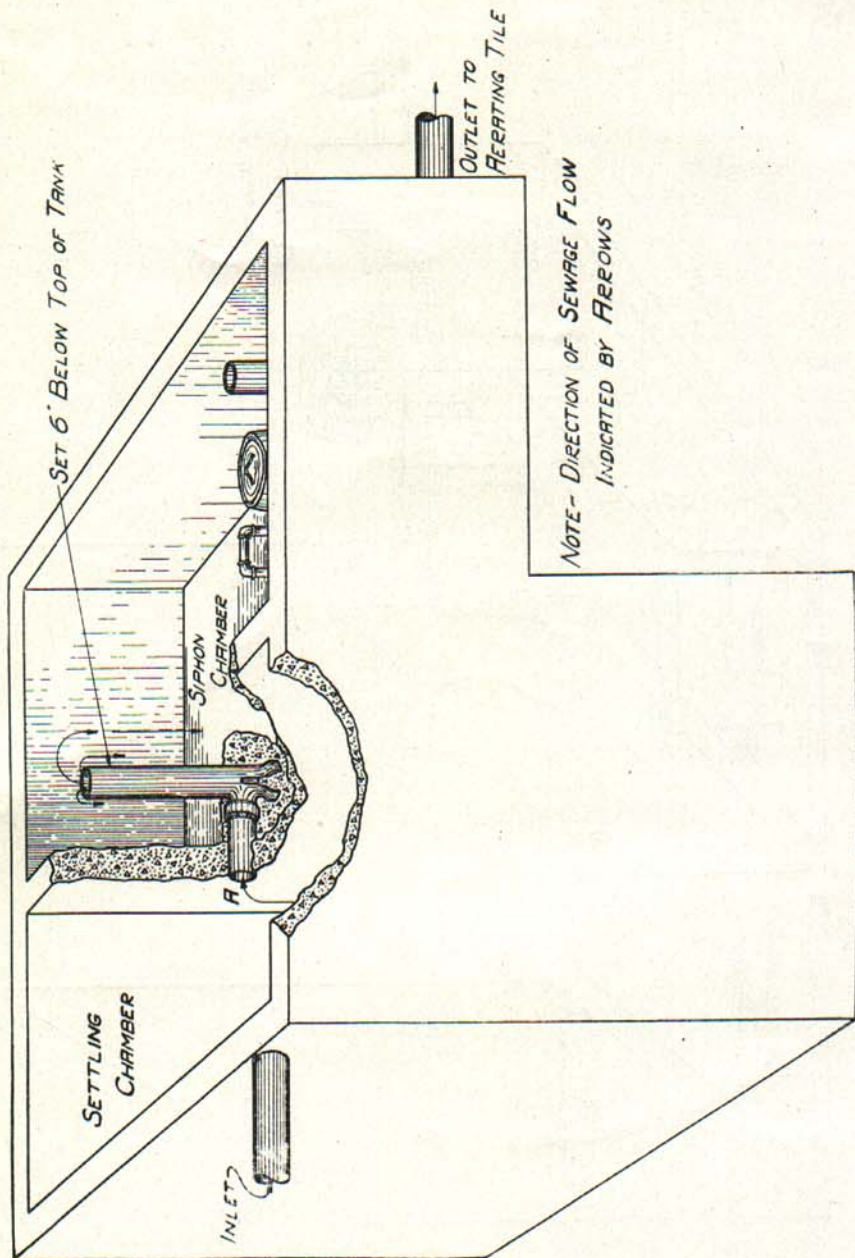 SET 6" BELOW TOP OF TANK
SETTLING
CHAMBER
SIPHON
CHAMBER
A
INLET
OUTLET TO
AERATING TILE
NOTE- DIRECTION OF SEWAGE FLOW
INDICATED BY ARROWS